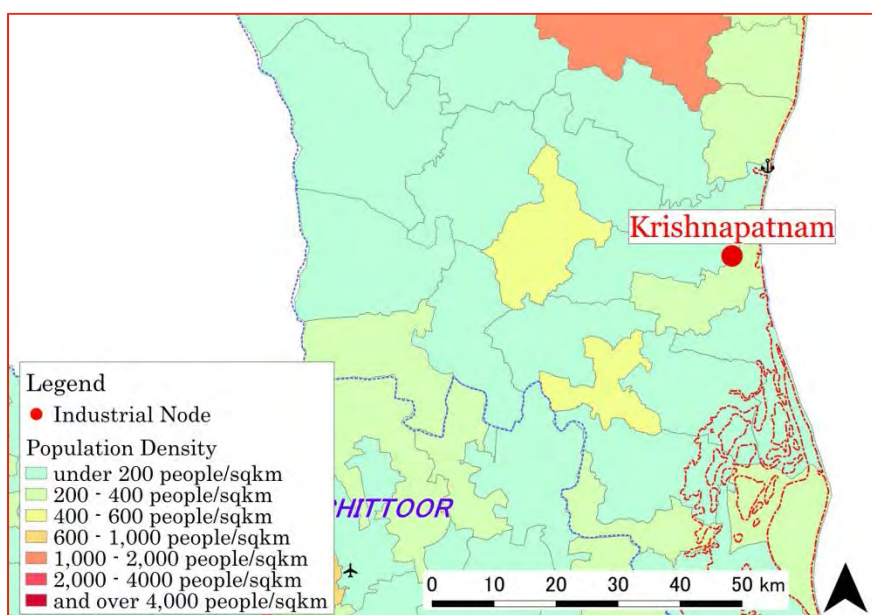 Krishnapatnam
Legend
Industrial Node
Population Density
under 200 people/sqkm
200 - 400 people/sqkm
400 - 600 people/sqkm
600 - 1,000 people/sqkm
1,000 - 2,000 people/sqkm
2,000 - 4000 people/sqkm
and over 4,000 people/sqkm
HITTOOR
0 10 20 30 40 50 km